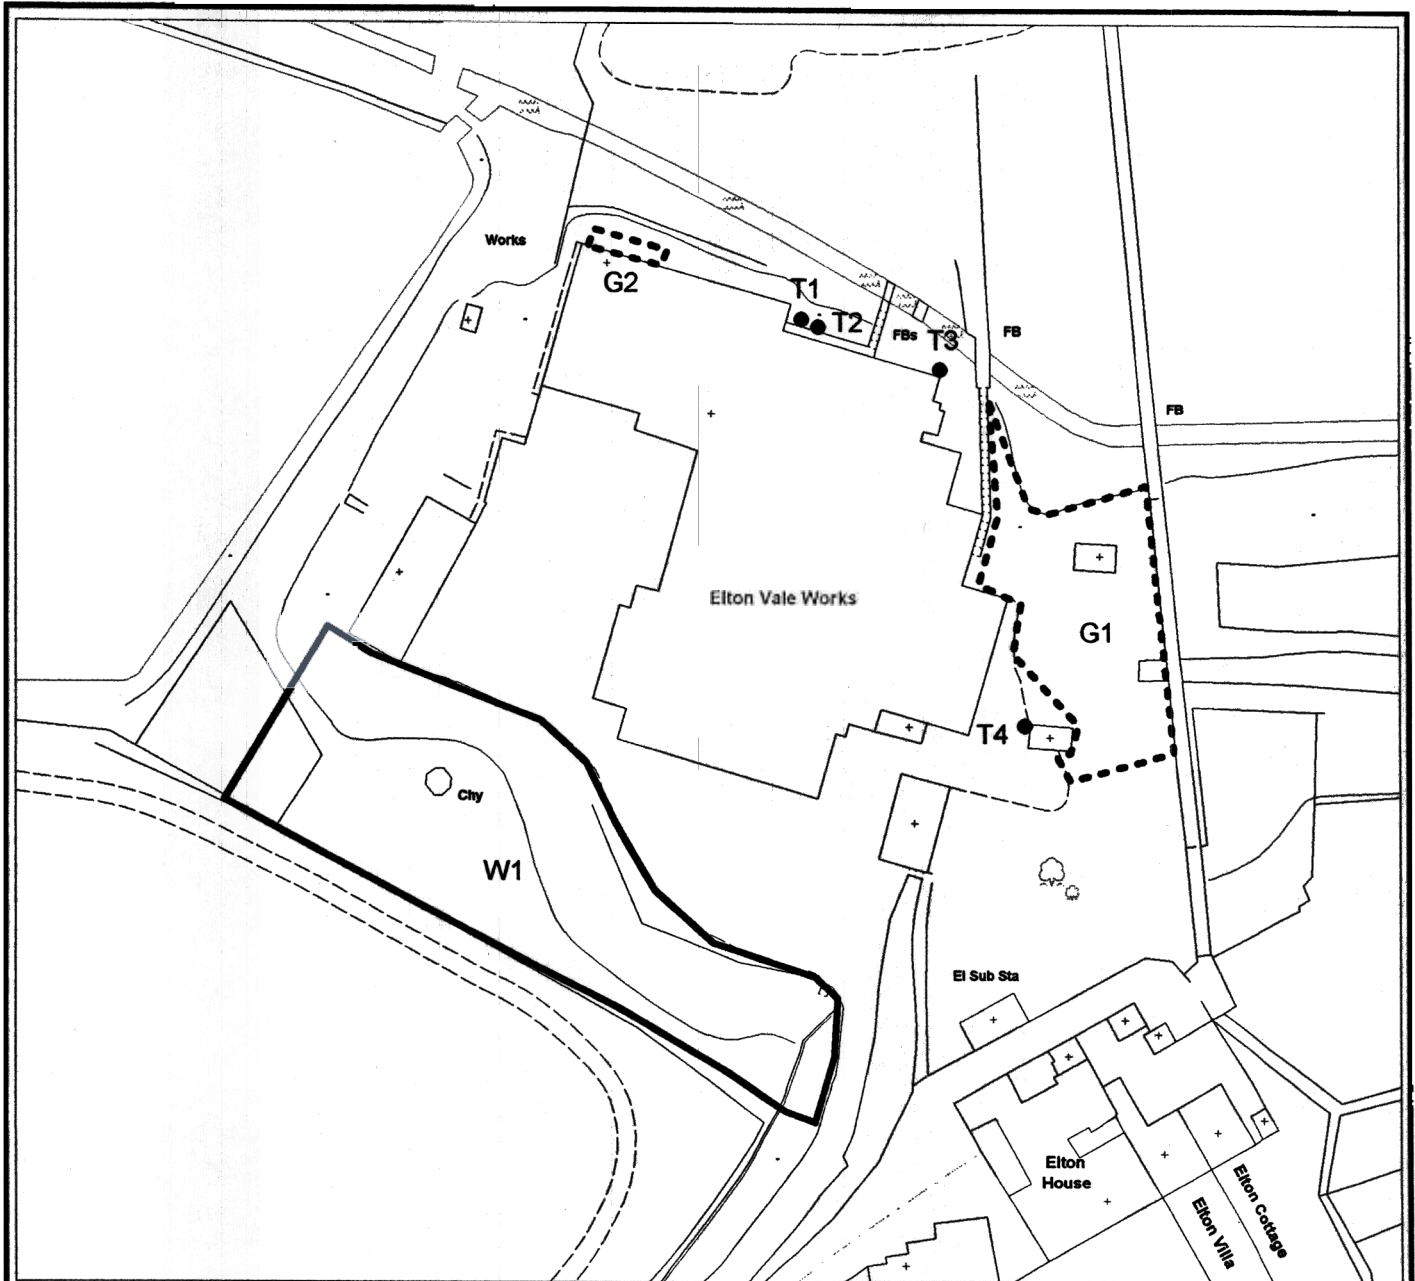 Works
G2
T1
T2
FBs
T3
FB
FB
Elton Vale Works
G1
T4
Chy
W1
El Sub Sta
Elton
House
Elton Villa
Elton Cottage